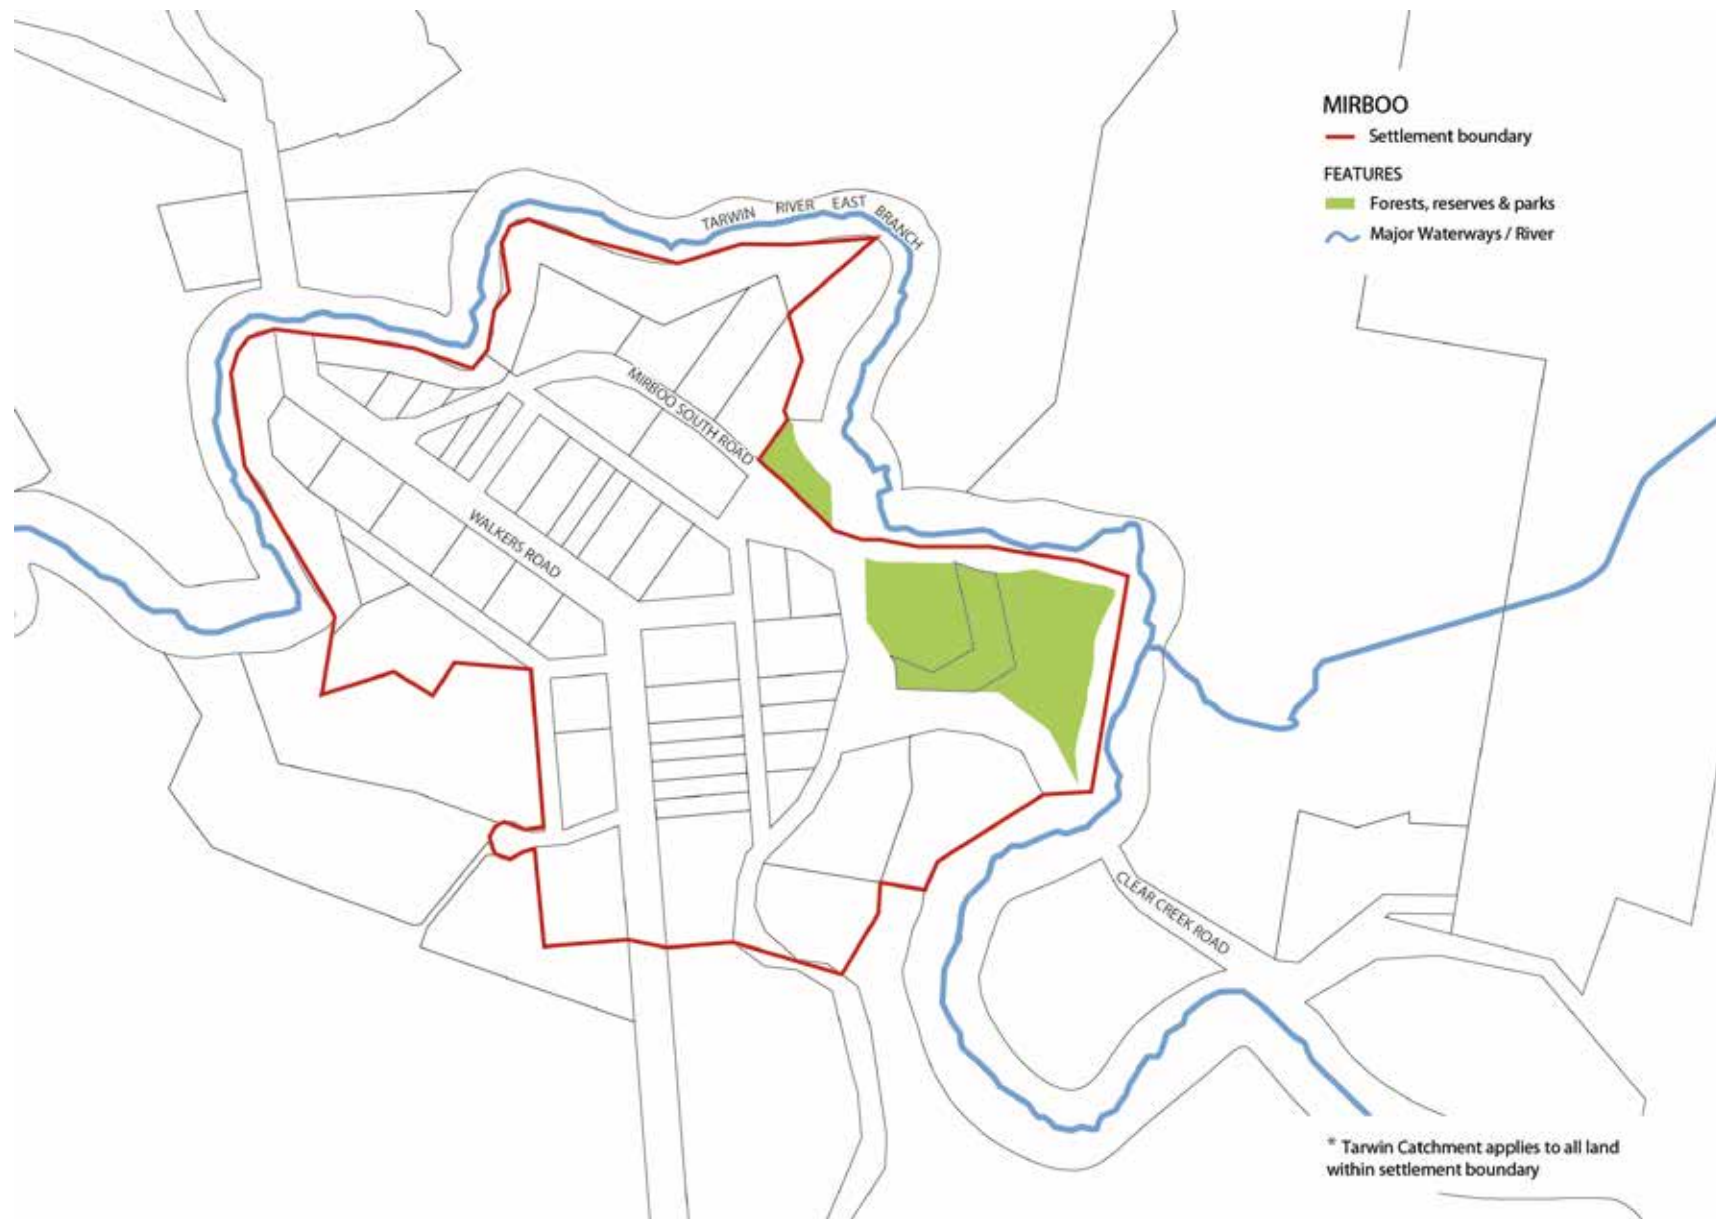 MIRBOO
Settlement boundary
FEATURES
Forests, reserves & parks
Major Waterways / River
TARWIN RIVER EAST BRANCH
MIRBOO SOUTH ROAD
WALKERS ROAD
CLEAR CREEK ROAD
* Tarwin Catchment applies to all land
within settlement boundary